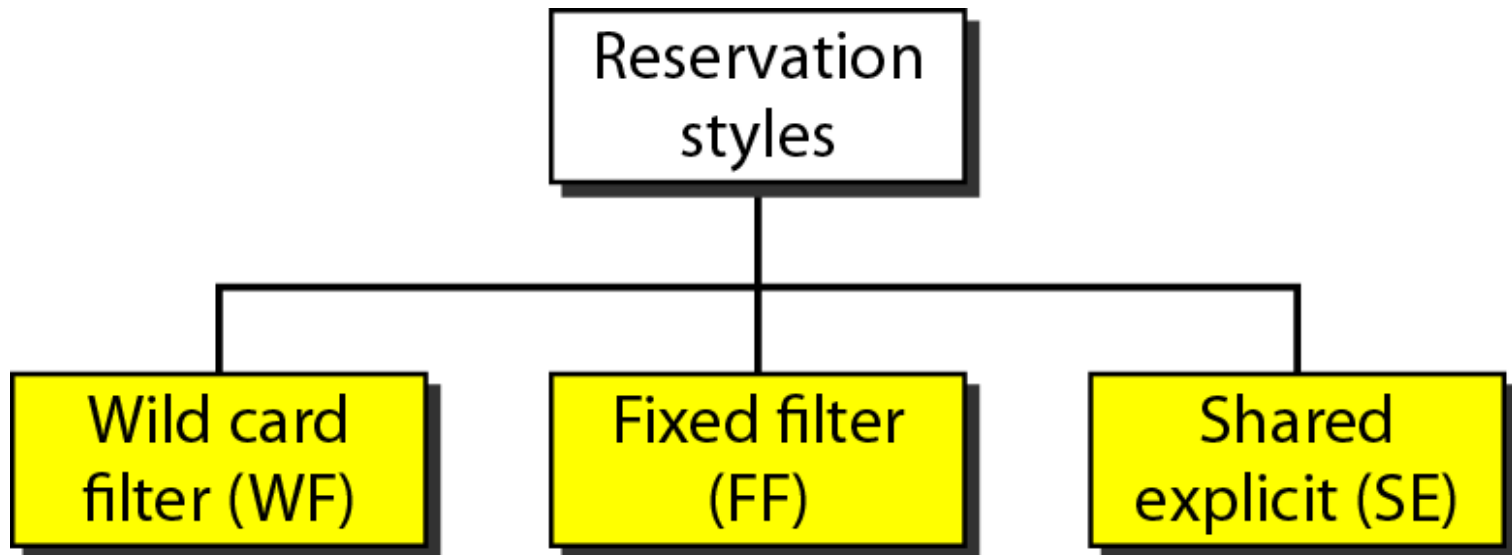 Reservation
styles
Wild card
filter (WF)
Fixed filter
(FF)
Shared
explicit (SE)